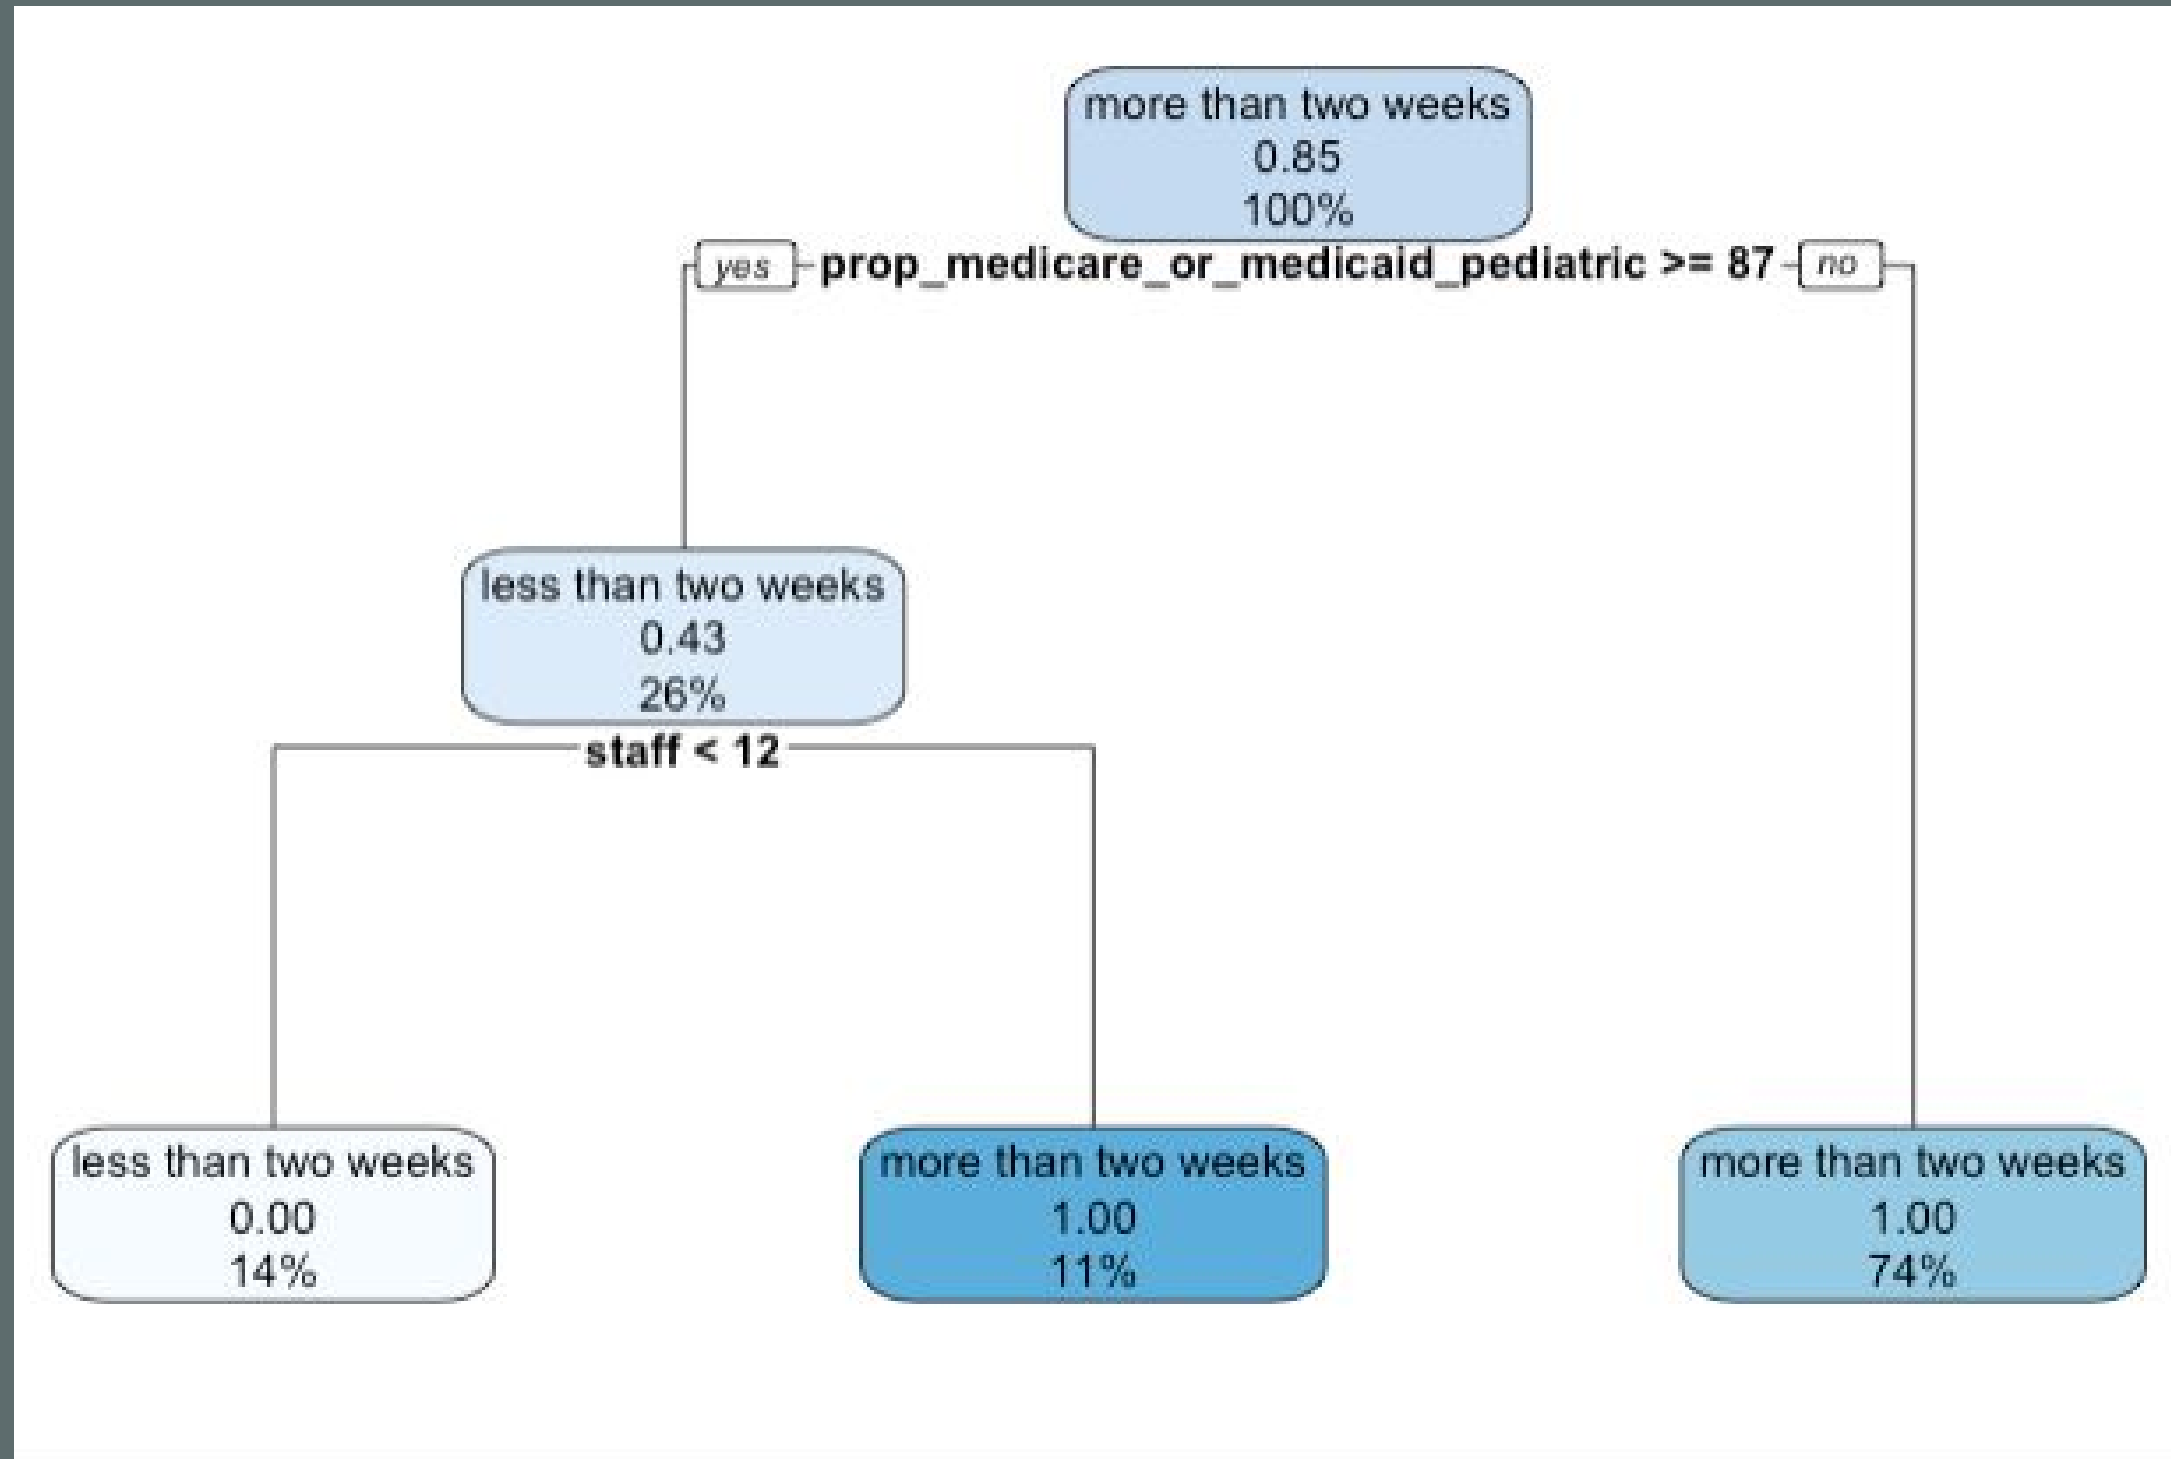 more than two weeks
0.85
100%
yes prop_medicare_or_medicaid_pediatric >= 87 no
less than two weeks
0.43
26%
staff < 12
less than two weeks
0.00
14%
more than two weeks
1.00
11%
more than two weeks
1.00
74%